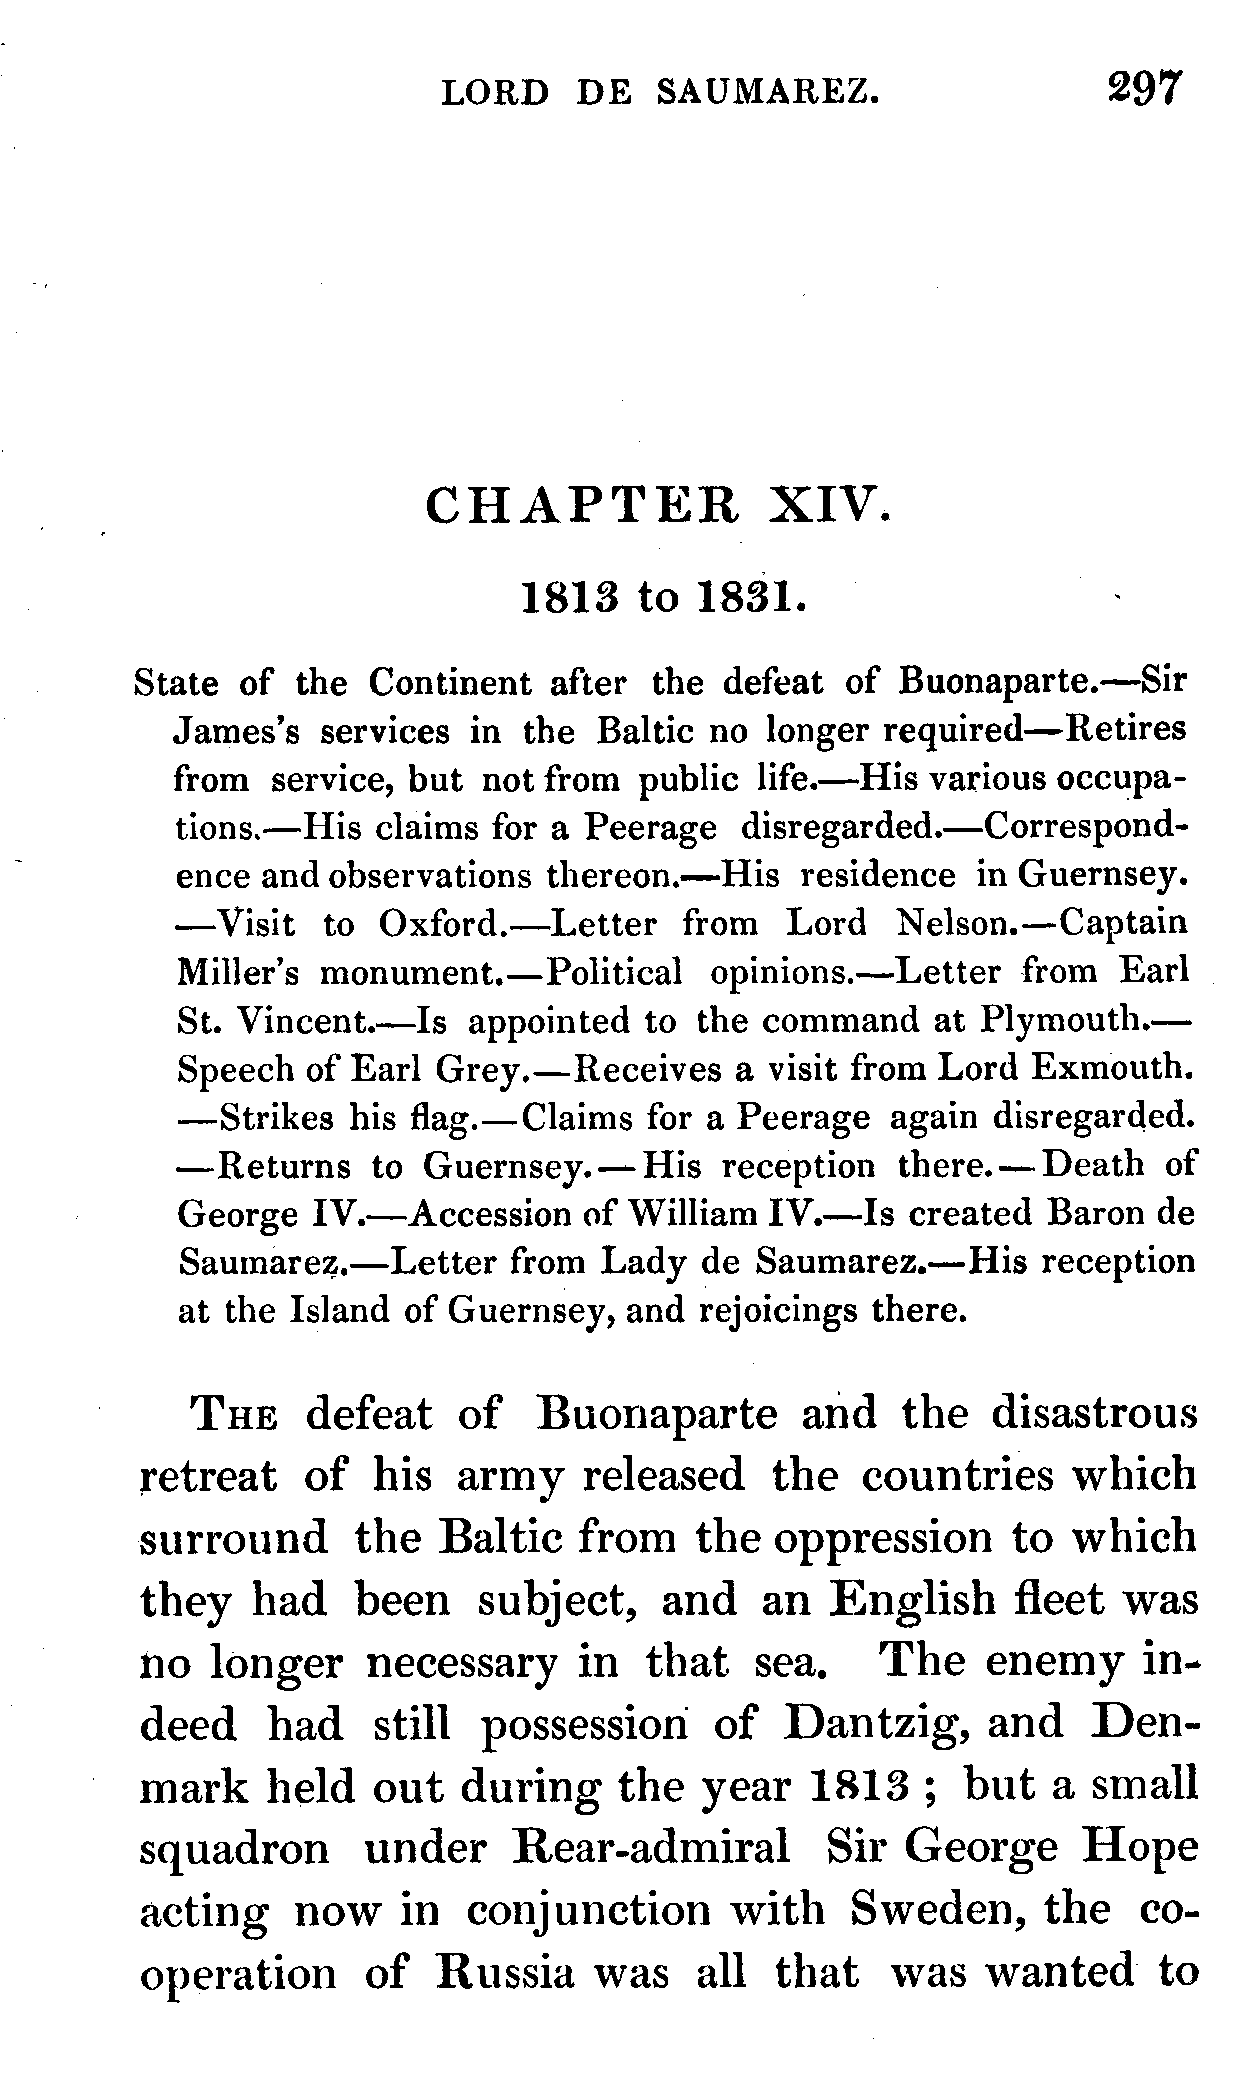 LORD DE SAUMAREZ. 297
CHAPTER XIV.
1813 to 1831.
State of the Continent after the defeat of Buonaparte.—Sir
James's services in the Baltic no longer required—Retires
from service, but not from public life.—His various occupa-
tions.—His claims for a Peerage disregarded.—Correspond-
ence and observations thereon.—His residence in Guernsey.
—Visit to Oxford.—Letter from Lord Nelson.—Captain
Miller's monument.—Political opinions.—Letter from Earl
St. Vincent.—Is appointed to the command at Plymouth.—
Speech of Earl Grey.—Receives a visit from Lord Exmouth.
—Strikes his flag.—Claims for a Peerage again disregarded.
—Returns to Guernsey.—His reception there.—Death of
George IV.—Accession of William IV.—Is created Baron de
Saumarez.—Letter from Lady de Saumarez.—His reception
at the Island of Guernsey, and rejoicings there.
THE defeat of Buonaparte and the disastrous
retreat of his army released the countries which
surround the Baltic from the oppression to which
they had been subject, and an English fleet was
no longer necessary in that sea. The enemy in-
deed had still possession of Dantzig, and Den-
mark held out during the year 1813 ; but a small
squadron under Rear-admiral Sir George Hope
acting now in conjunction with Sweden, the co-
operation of Russia was all that was wanted to